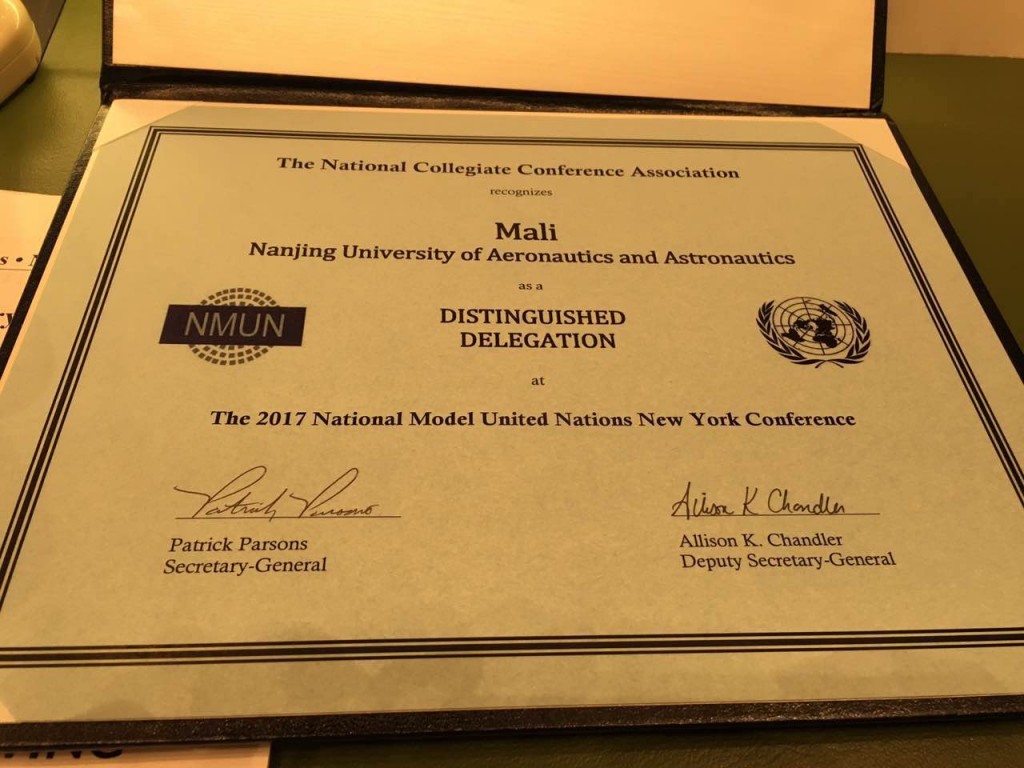 The National Collegiate Conference Association
recognizes
Mali
Nanjing University of Aeronautics and Astronautics
as a
NMUN
DISTINGUISHED
DELEGATION
at
The 2017 National Model United Nations New York Conference
Patrick Parsons
Allison K Chandler
Patrick Parsons
Secretary-General
Allison K. Chandler
Deputy Secretary-General